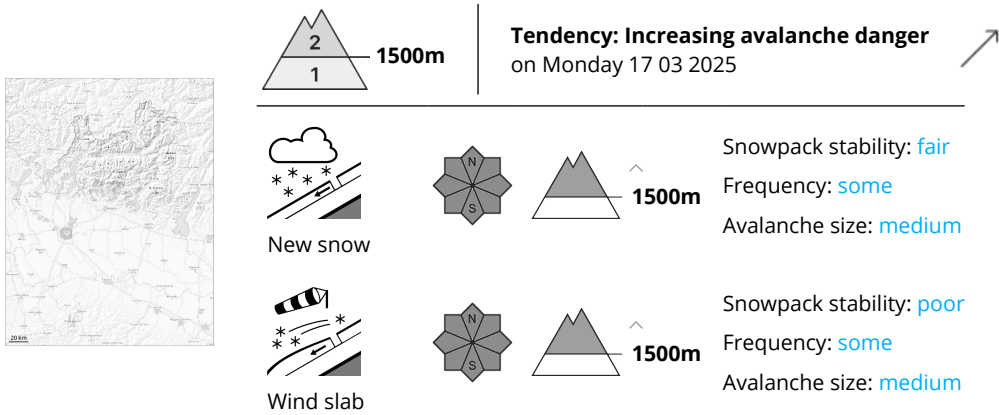 2
1
1500m
Tendency: Increasing avalanche danger
on Monday 17 03 2025
20 km
N
S
1500m
Snowpack stability: fair
Frequency: some
Avalanche size: medium
New snow
N
S
1500m
Snowpack stability: poor
Frequency: some
Avalanche size: medium
Wind slab